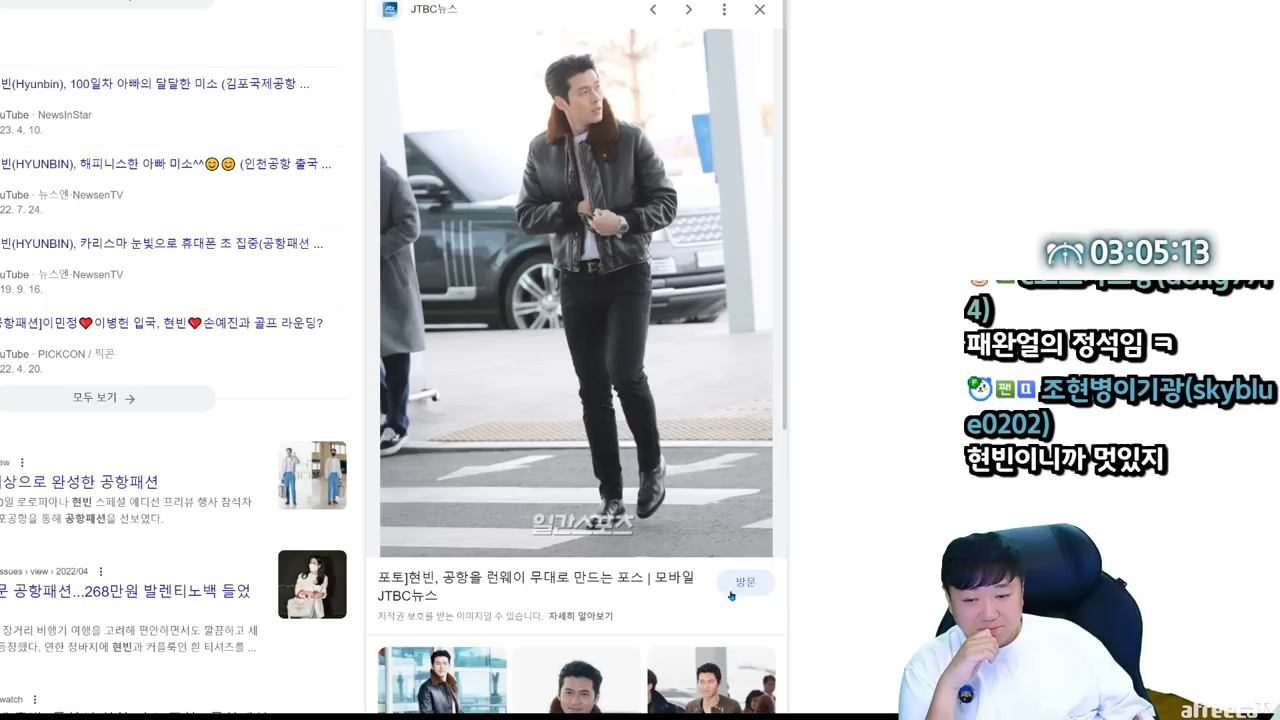 JTBC뉴스
빈(Hyunbin), 100일차 아빠의 달달한 미소 (김포국제공항 ...
uTube · NewsInStar
23. 4. 10.
빈(HYUNBIN), 해피니스한 아빠 미소^^😊😊 (인천공항 출국 ...
uTube · 뉴스엔·NewsenTV
22. 7. 24.
빈(HYUNBIN), 카리스마 눈빛으로 휴대폰 초 집중(공항패션 ...
uTube · 뉴스엔·NewsenTV
19. 9. 16.
공항패션]이민정❤️이병헌 입국, 현빈❤️손예진과 골프 라운딩?
uTube · PICKCON / 픽콘
22. 4. 20.
모두 보기 →
ew
상으로 완성한 공항패션
0일 로로피아나 현빈 스페셜 에디션 프리뷰 행사 참석차
포공항을 통해 공항패션을 선보였다.
ssues › view › 2022/04
문 공항패션...268만원 발렌티노백 들었
장거리 비행기 여행을 고려해 편안하면서도 깔끔하고 세
등장했다. 연한 청바지에 현빈과 커플룩인 흰 티셔츠를 ...
watch
일간스포츠
포토]현빈, 공항을 런웨이 무대로 만드는 포스 | 모바일
JTBC뉴스
방문
저작권 보호를 받는 이미지일 수 있습니다. 자세히 알아보기
03:05:13
4)
패완얼의 정석임 ㅋ
팬 조현병이기광(skyblu
e0202)
현빈이니까 멋있지
afreecaTV